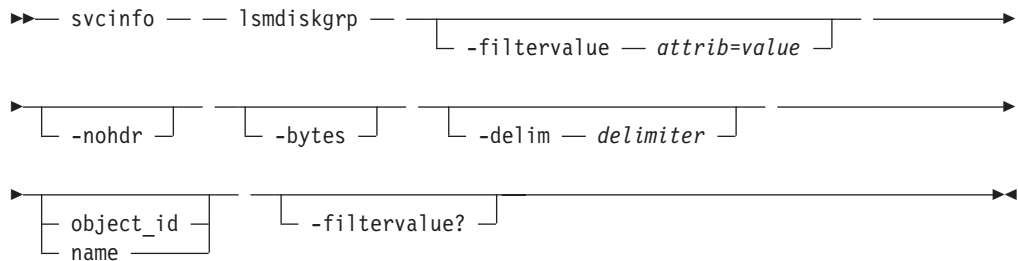 svcinfo lsmdiskgrp
-filtervalue attrib=value
-nohdr -bytes -delim delimiter
object_id -filtervalue?
name